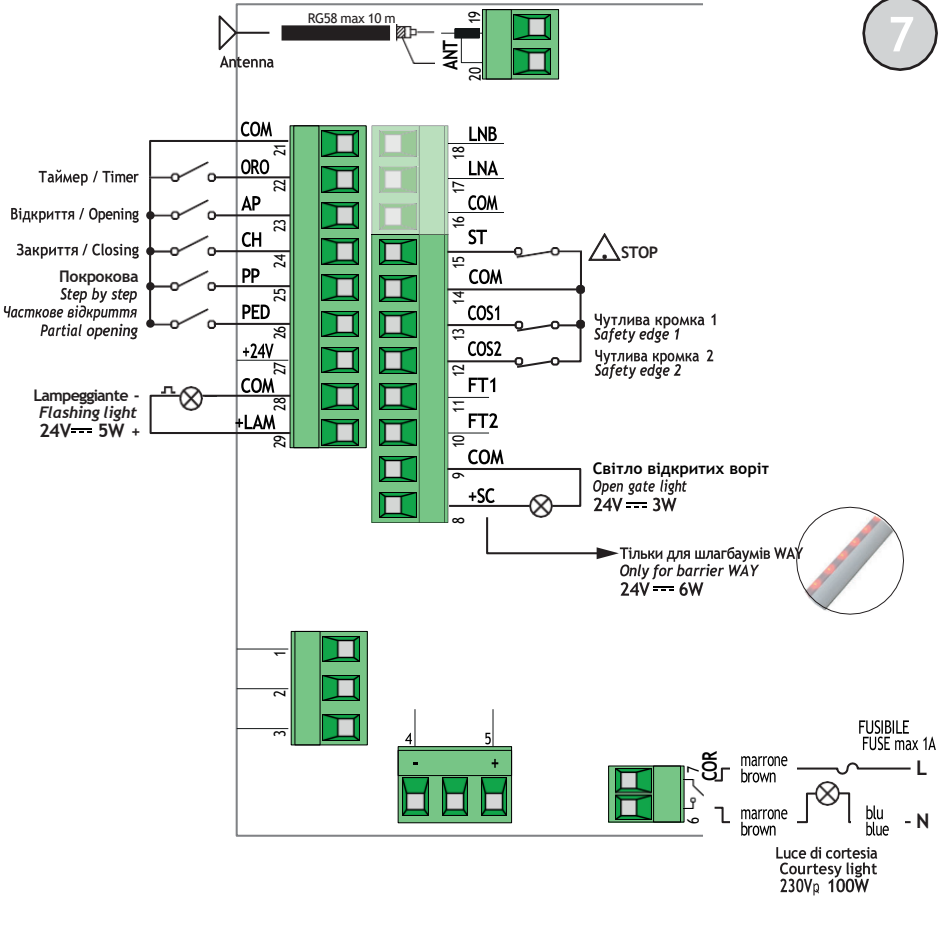 7
RG58 max 10 m
Antenna
ANT
19
20
COM
21
Таймер / Timer
ORO
22
Відкриття / Opening
AP
23
Закриття / Closing
CH
24
Покрокова
Step by step
PP
25
Часткове відкриття
Partial opening
PED
26
+24V
27
Lampeggiante -
Flashing light
24V 5W +
COM
28
+LAM
29
LNB
18
LNA
17
COM
16
ST
15
STOP
COM
14
COS1
13
Чутлива кромка 1
Safety edge 1
COS2
12
Чутлива кромка 2
Safety edge 2
FT1
11
FT2
10
COM
9
+SC
8
Світло відкритих воріт
Open gate light
24V 3W
Тільки для шлагбаумів WAY
Only for barrier WAY
24V 6W
1
2
3
4 5
- +
7
6
COR
marrone
brown
FUSIBILE
FUSE max 1A
L
marrone
brown
blu
blue
- N
Luce di cortesia
Courtesy light
230Vp 100W